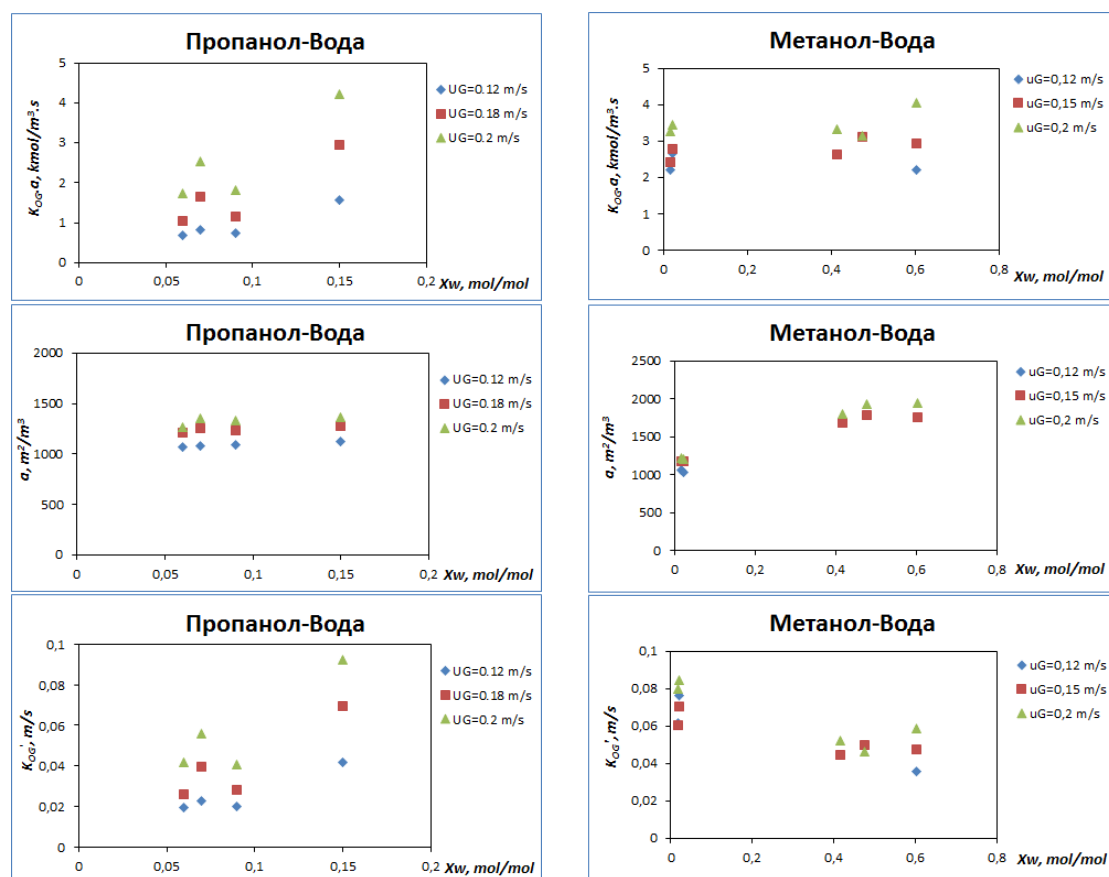 Пропанол-Вода
5
4
3
2
1
0
K_OG.a, kmol/m³.s
0 0,05 0,1 0,15 0,2
Xw, mol/mol
UG=0.12 m/s
UG=0.18 m/s
UG=0.2 m/s
Метанол-Вода
5
4
3
2
1
0
K_OG.a, kmol/m³.s
0 0,2 0,4 0,6 0,8
Xw, mol/mol
uG=0,12 m/s
uG=0,15 m/s
uG=0,2 m/s
Пропанол-Вода
2000
1500
1000
500
0
a, m²/m³
0 0,05 0,1 0,15 0,2
Xw, mol/mol
UG=0.12 m/s
UG=0.18 m/s
UG=0.2 m/s
Метанол-Вода
2500
2000
1500
1000
500
0
a, m²/m³
0 0,2 0,4 0,6 0,8
Xw, mol/mol
uG=0,12 m/s
uG=0,15 m/s
uG=0,2 m/s
Пропанол-Вода
0,1
0,08
0,06
0,04
0,02
0
K_OG', m/s
0 0,05 0,1 0,15 0,2
Xw, mol/mol
UG=0.12 m/s
UG=0.18 m/s
UG=0.2 m/s
Метанол-Вода
0,1
0,08
0,06
0,04
0,02
0
K_OG', m/s
0 0,2 0,4 0,6 0,8
Xw, mol/mol
uG=0,12 m/s
uG=0,15 m/s
uG=0,2 m/s